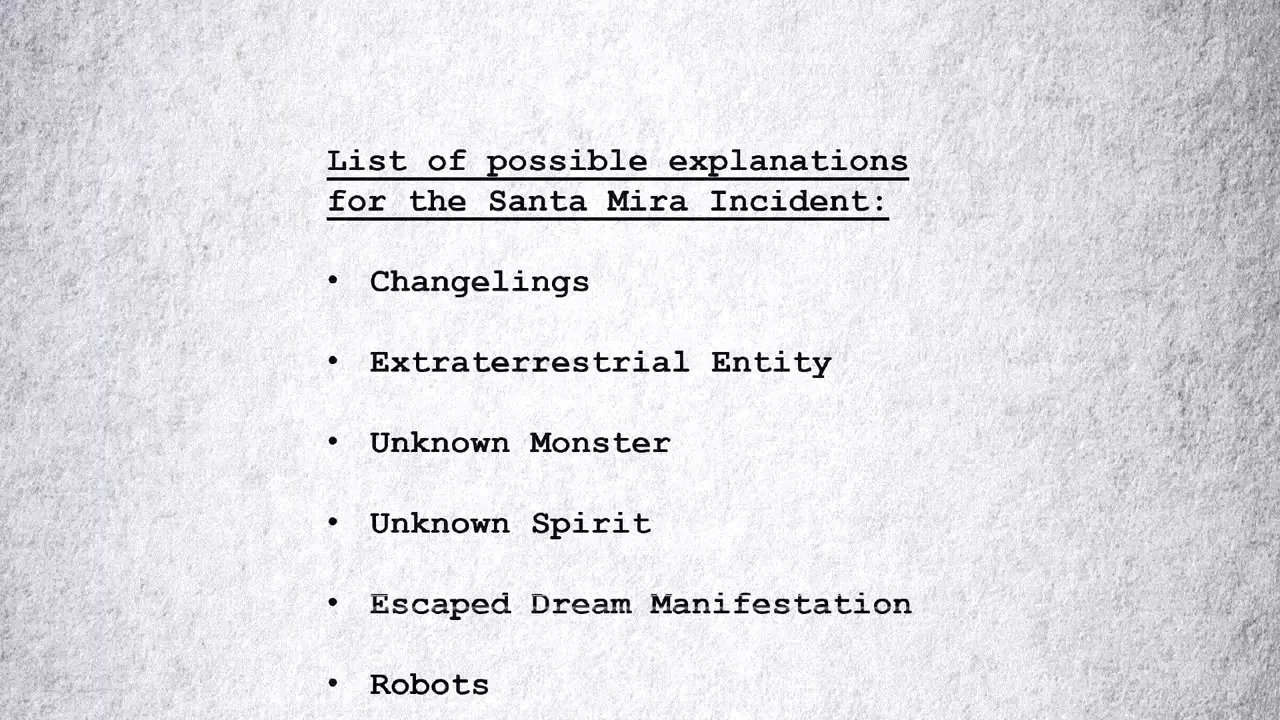 List of possible explanations
for the Santa Mira Incident:
• Changelings
• Extraterrestrial Entity
• Unknown Monster
• Unknown Spirit
• Escaped Dream Manifestation
• Robots